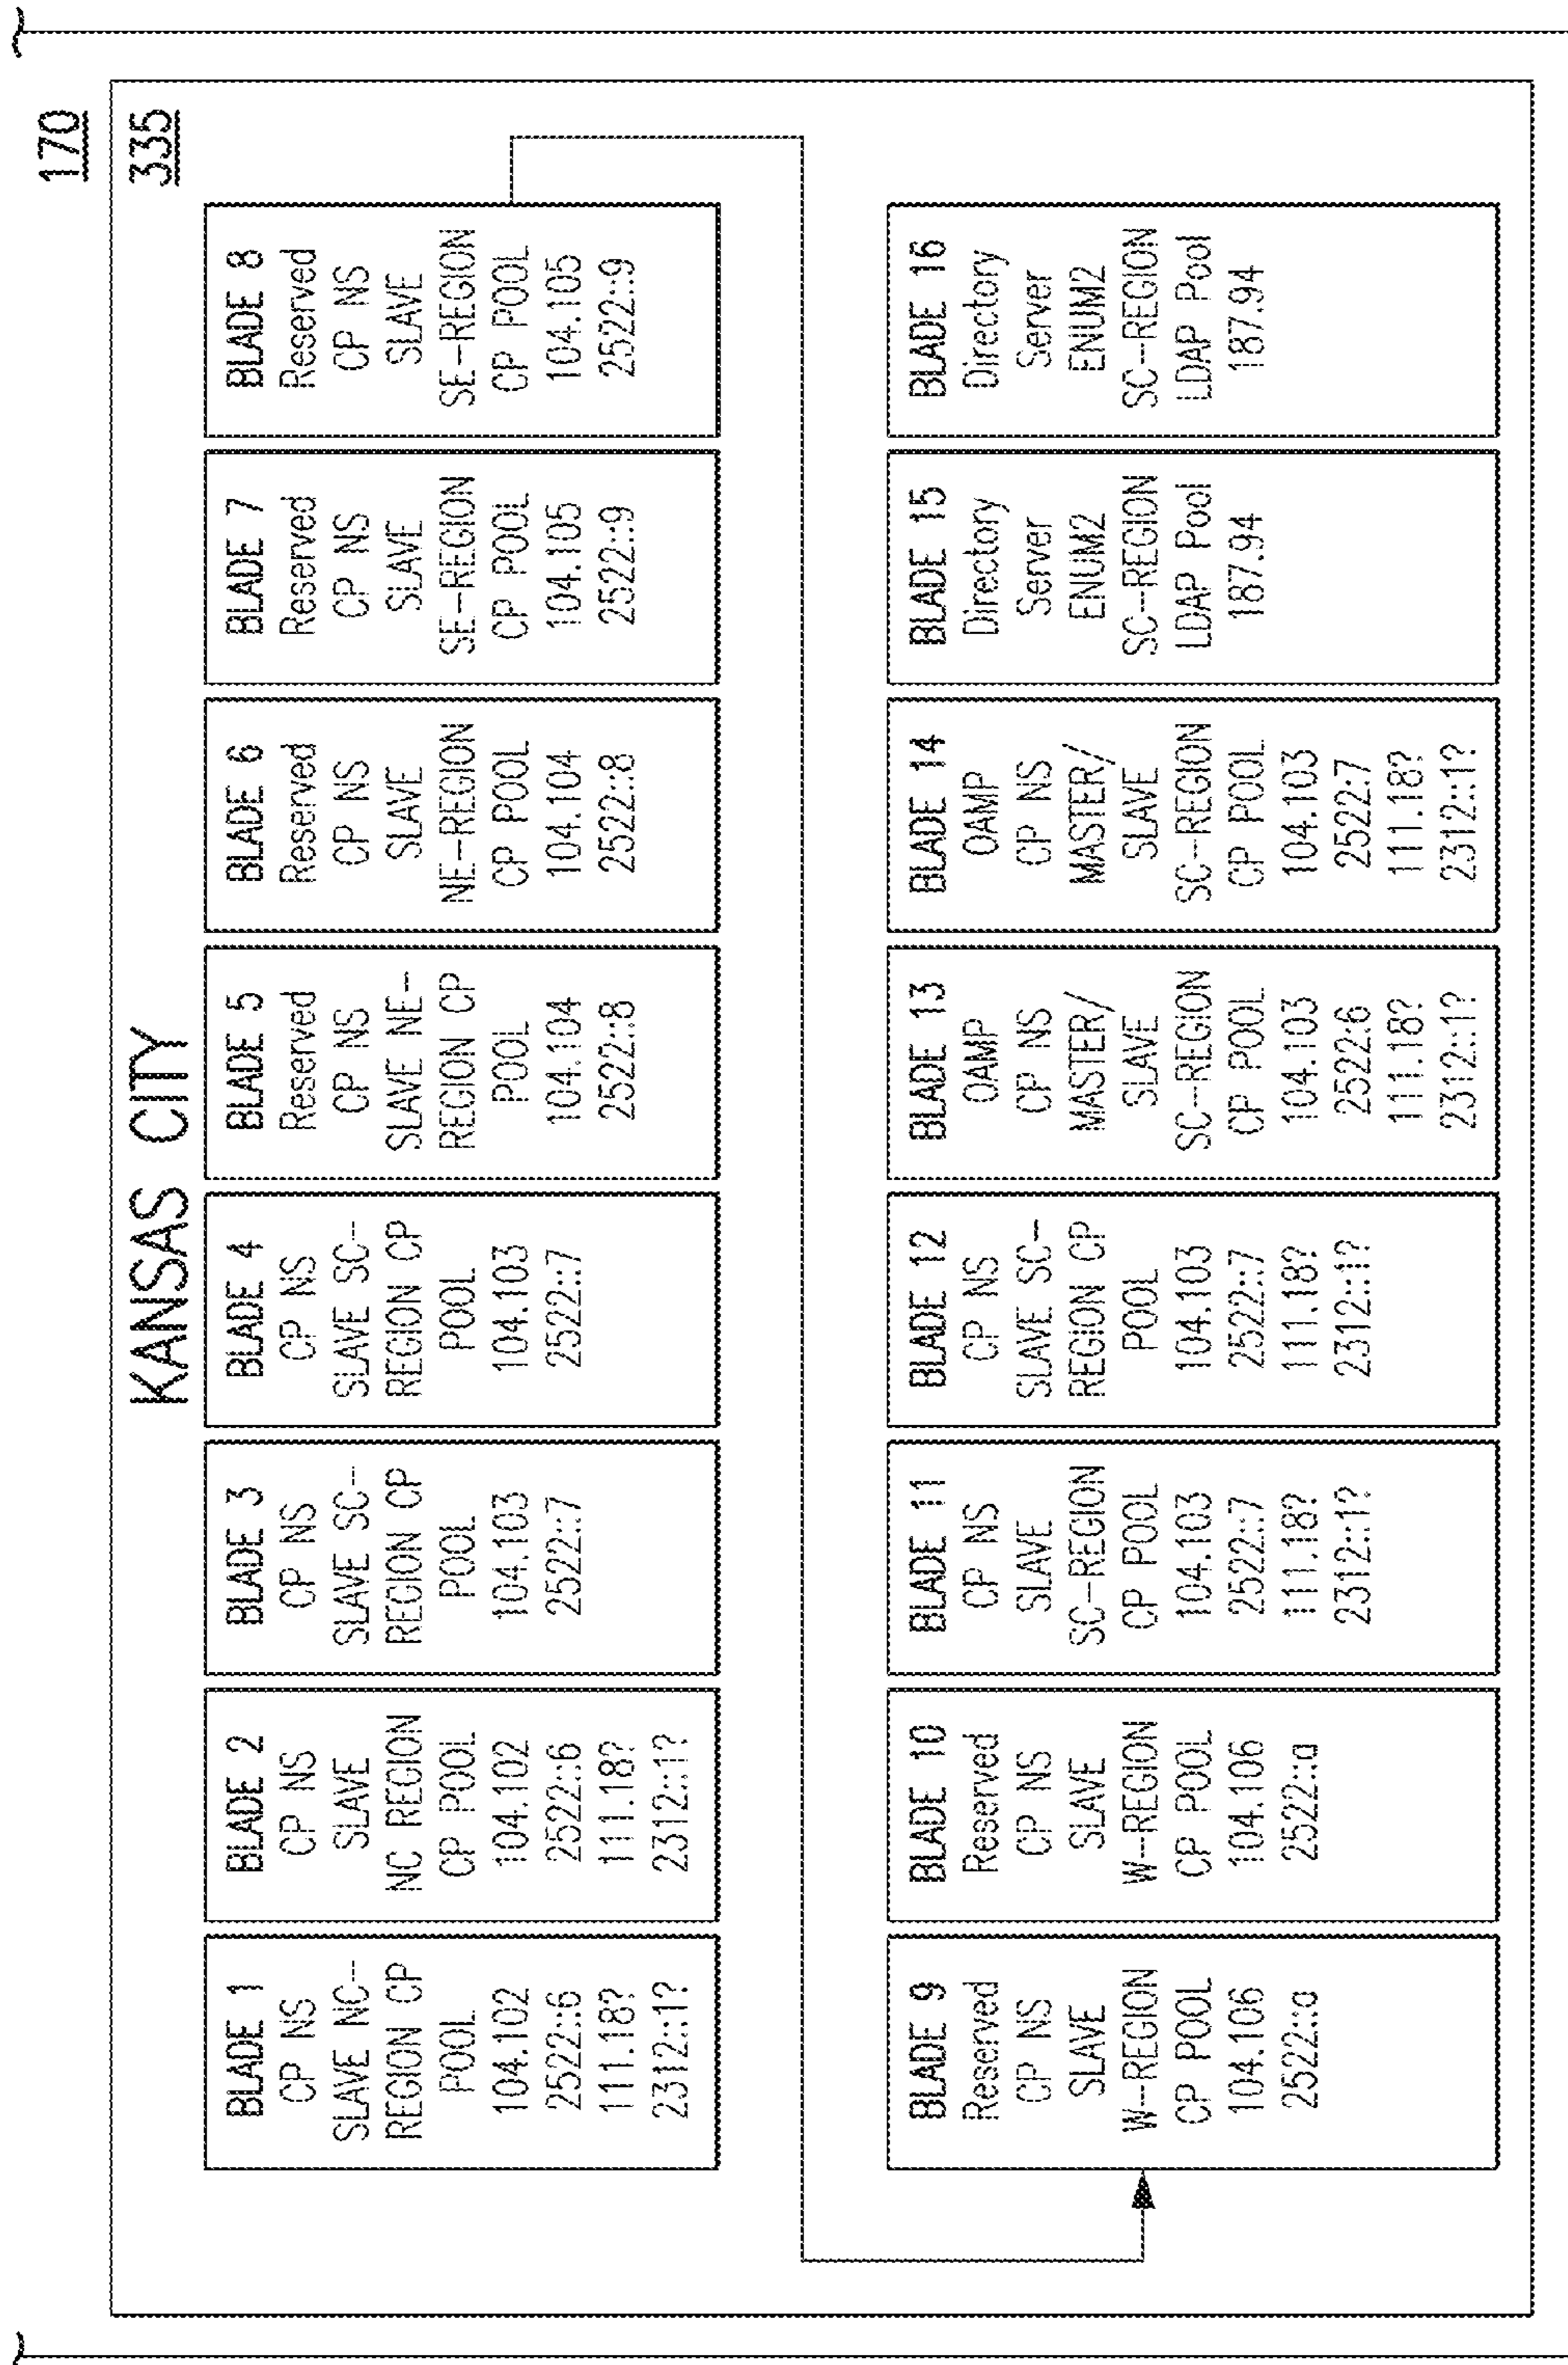 170
335
KANSAS CITY
BLADE 1
CP NS
SLAVE NC-
REGION CP
POOL
104.102
2522::6
111.18?
2312::1?
BLADE 2
CP NS
SLAVE
NC REGION
CP POOL
104.102
2522::6
111.18?
2312::1?
BLADE 3
CP NS
SLAVE SC-
REGION CP
POOL
104.103
2522::7
BLADE 4
CP NS
SLAVE SC-
REGION CP
POOL
104.103
2522::7
BLADE 5
Reserved
CP NS
SLAVE NE-
REGION CP
POOL
104.104
2522::8
BLADE 6
Reserved
CP NS
SLAVE
NE-REGION
CP POOL
104.104
2522::8
BLADE 7
Reserved
CP NS
SLAVE
SE-REGION
CP POOL
104.105
2522::9
BLADE 8
Reserved
CP NS
SLAVE
SE-REGION
CP POOL
104.105
2522::9
BLADE 9
Reserved
CP NS
SLAVE
W-REGION
CP POOL
104.106
2522::a
BLADE 10
Reserved
CP NS
SLAVE
W-REGION
CP POOL
104.106
2522::a
BLADE 11
CP NS
SLAVE
SC-REGION
CP POOL
104.103
2522::7
111.18?
2312::1?
BLADE 12
CP NS
SLAVE SC-
REGION CP
POOL
104.103
2522::7
111.18?
2312::1?
BLADE 13
OAMP
CP NS
MASTER/
SLAVE
SC-REGION
CP POOL
104.103
2522:6
111.18?
2312::1?
BLADE 14
OAMP
CP NS
MASTER/
SLAVE
SC-REGION
CP POOL
104.103
2522:7
111.18?
2312::1?
BLADE 15
Directory
Server
ENUM2
SC-REGION
LDAP Pool
187.94
BLADE 16
Directory
Server
ENUM2
SC-REGION
LDAP Pool
187.94